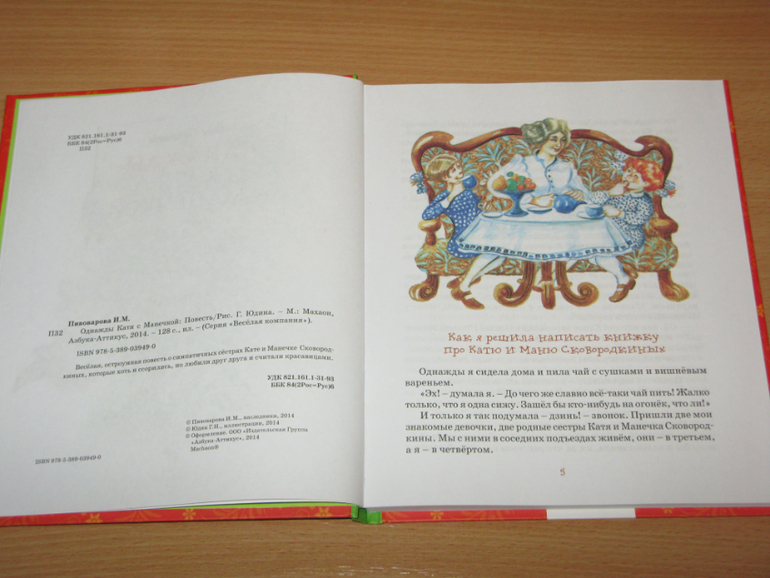 УДК 821.161.1-31-93
ББК 84(2Рос=Рус)6
П32
Пивоварова И.М.
П32 Однажды Катя с Манечкой: Повесть/Рис. Г. Юдина. – М.: Махаон,
Азбука-Аттикус, 2014. – 128 с., ил. – (Серия «Весёлая компания»).
ISBN 978-5-389-03949-0
Весёлая, остроумная повесть о симпатичных сёстрах Кате и Манечке Сковород-
киных, которые хоть и ссорились, но любили друг друга и считали красавицами.
УДК 821.161.1-31-93
ББК 84(2Рос=Рус)6
© Пивоварова И.М., наследники, 2014
© Юдин Г.Н., иллюстрации, 2014
© Оформление. ООО «Издательская Группа
«Азбука-Аттикус», 2014
Machaon®
ISBN 978-5-389-03949-0
Как я решила написать книжку
про Катю и Маню Сковородкиных
Однажды я сидела дома и пила чай с сушками и вишнёвым
вареньем.
«Эх! – думала я. – До чего же славно всё-таки чай пить! Жалко
только, что я одна сижу. Зашёл бы кто-нибудь на огонёк, что ли!»
И только я так подумала – дзинь! – звонок. Пришли две мои
знакомые девочки, две родные сестры Катя и Манечка Сковород-
кины. Мы с ними в соседних подъездах живём, они – в третьем,
а я – в четвёртом.
5